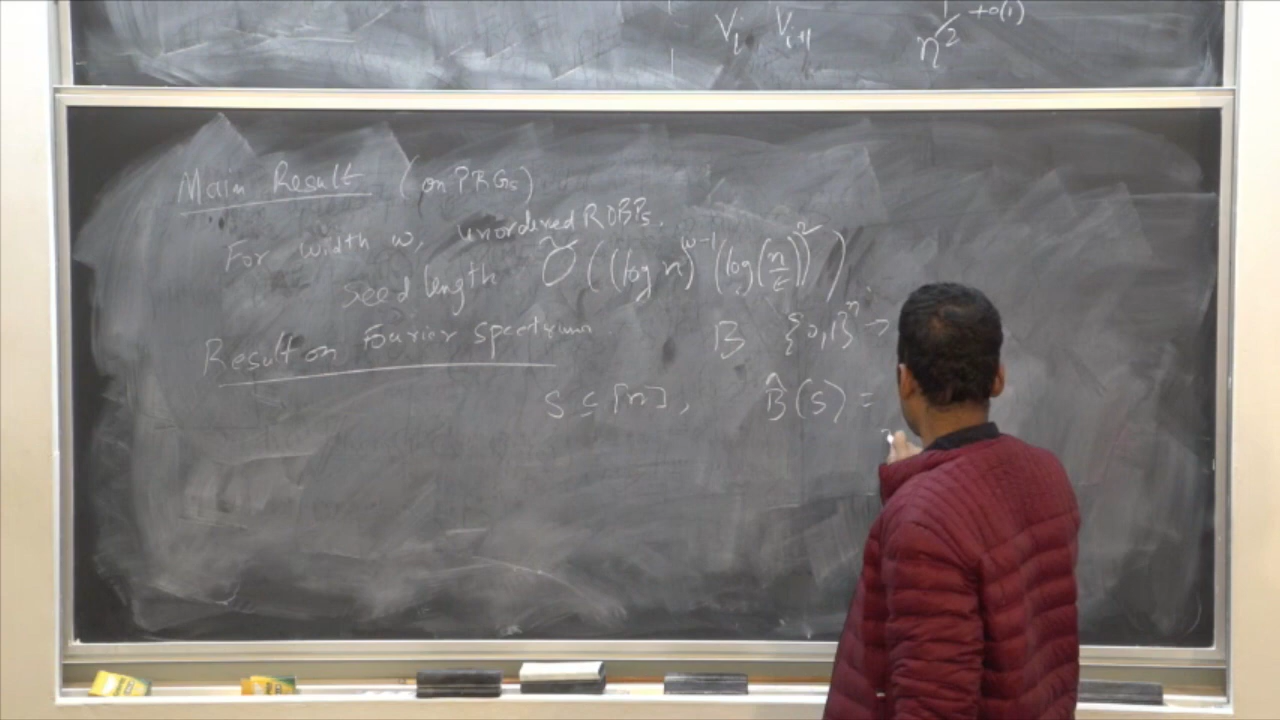 V_i V_{i+1} n^{1/2 + o(1)}
Main Result (on PRGs)
For width w, unordered ROBPs.
seed length Õ((log n)^{w-1} (log(n/ε))^2)
Result on Fourier spectrum
B {0,1}^n →
S ⊆ [n], B̂(S) =